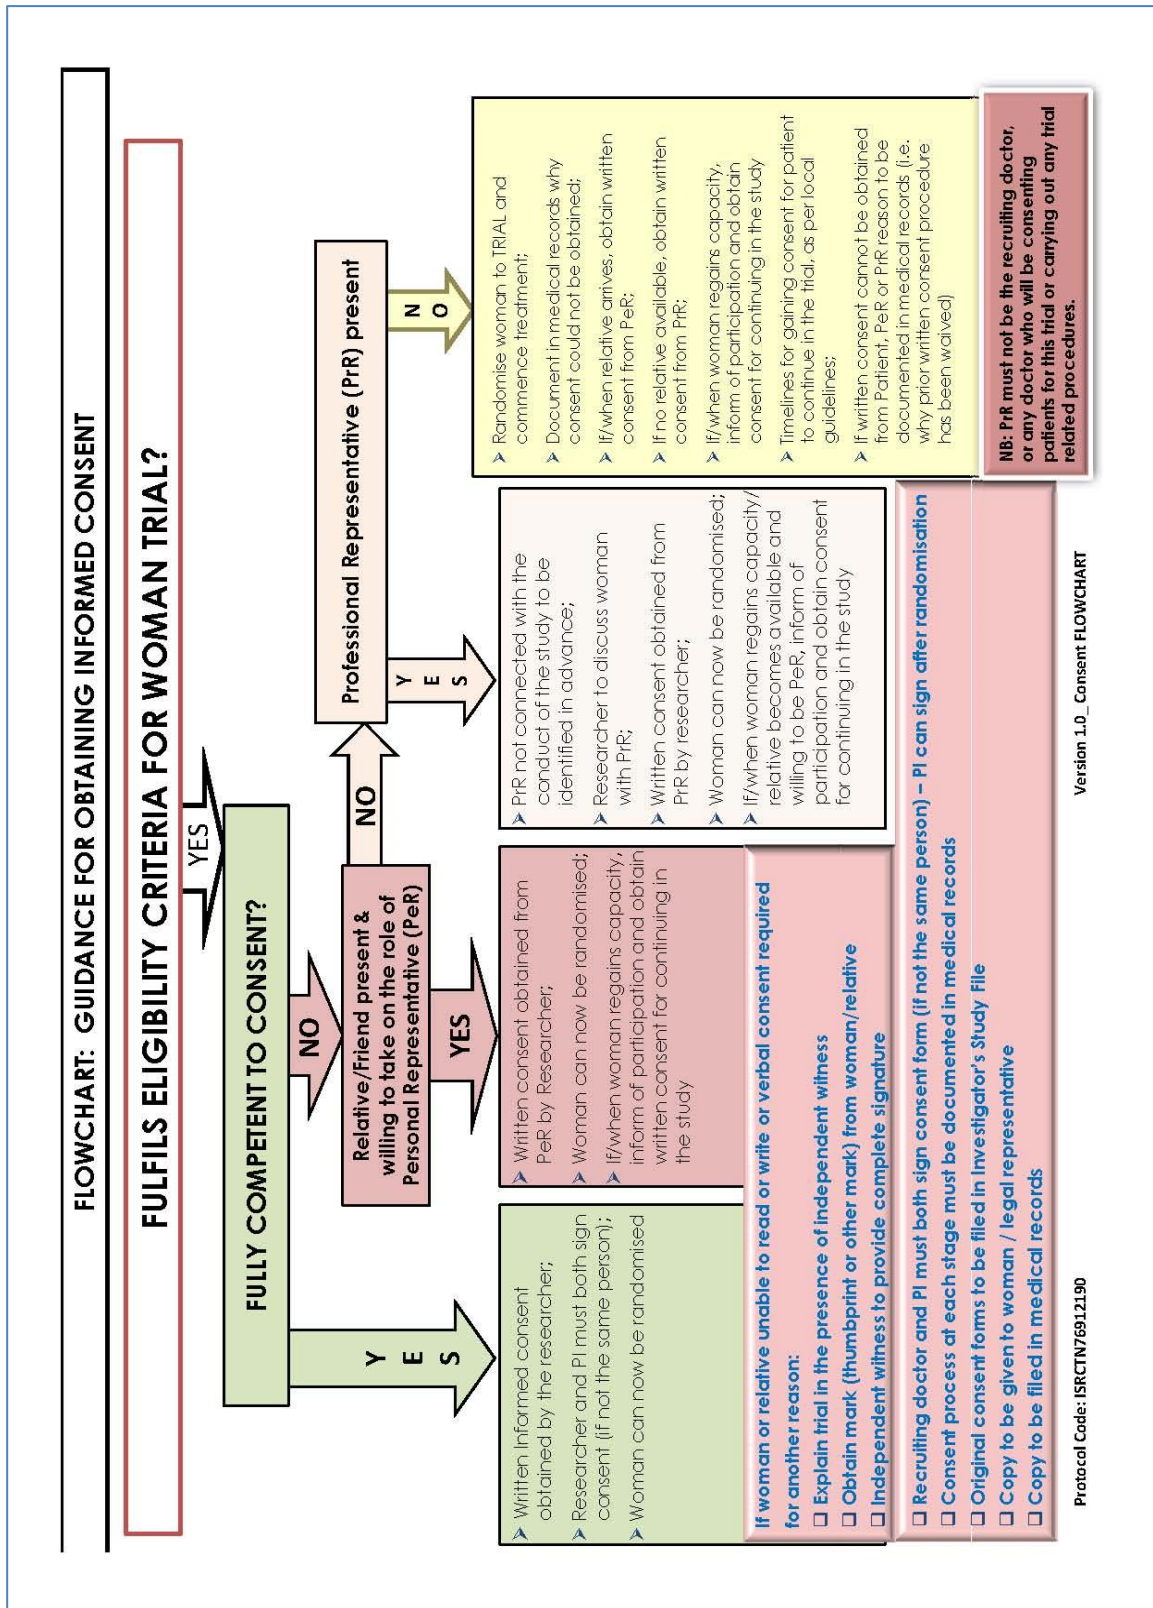 FLOWCHART: GUIDANCE FOR OBTAINING INFORMED CONSENT
FULFILS ELIGIBILITY CRITERIA FOR WOMAN TRIAL?
YES
FULLY COMPETENT TO CONSENT?
YES
NO
Relative/Friend present &
willing to take on the role of
Personal Representative (PeR)
NO
Professional Representative (PrR) present
YES
YES
NO
➢ Written Informed consent
obtained by the researcher;
➢ Researcher and PI must both sign
consent (if not the same person);
➢ Woman can now be randomised
➢ Written consent obtained from
PeR by Researcher;
➢ Woman can now be randomised;
➢ If/when woman regains capacity,
inform of participation and obtain
written consent for continuing in
the study
➢ PrR not connected with the
conduct of the study to be
identified in advance;
➢ Researcher to discuss woman
with PrR;
➢ Written consent obtained from
PrR by researcher;
➢ Woman can now be randomised;
➢ If/when woman regains capacity/
relative becomes available and
willing to be PeR, inform of
participation and obtain consent
for continuing in the study
➢ Randomise woman to TRIAL and
commence treatment;
➢ Document in medical records why
consent could not be obtained;
➢ If/when relative arrives, obtain written
consent from PeR;
➢ If no relative available, obtain written
consent from PrR;
➢ If/when woman regains capacity,
inform of participation and obtain
consent for continuing in the study
➢ Timelines for gaining consent for patient
to continue in the trial, as per local
guidelines;
➢ If written consent cannot be obtained
from Patient, PeR or PrR reason to be
documented in medical records (i.e.
why prior written consent procedure
has been waived)
If woman or relative unable to read or write or verbal consent required
for another reason:
❑ Explain trial in the presence of independent witness
❑ Obtain mark (thumbprint or other mark) from woman/relative
❑ Independent witness to provide complete signature
❑ Recruiting doctor and PI must both sign consent form (if not the same person) – PI can sign after randomisation
❑ Consent process at each stage must be documented in medical records
❑ Original consent forms to be filed in Investigator's Study File
❑ Copy to be given to woman / legal representative
❑ Copy to be filed in medical records
NB: PrR must not be the recruiting doctor,
or any doctor who will be consenting
patients for this trial or carrying out any trial
related procedures.
Protocol Code: ISRCTN76912190
Version 1.0_ Consent FLOWCHART